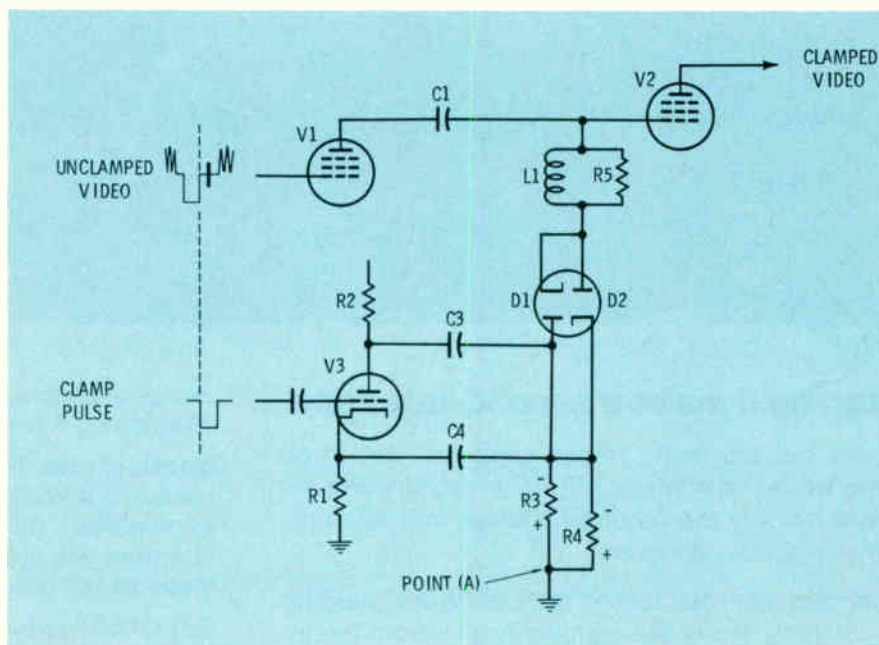 CLAMPED
VIDEO
V2
C1
V1
UNCLAMPED
VIDEO
L1
R5
R2
D1
D2
C3
V3
CLAMP
PULSE
C4
R1
-
R3
+
-
R4
+
POINT (A)